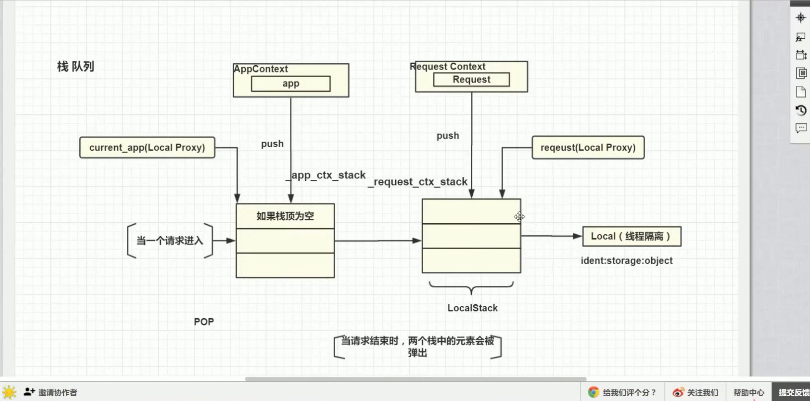 栈 队列
AppContext
app
Request Context
Request
push
push
current_app(Local Proxy)
reqeust(Local Proxy)
_app_ctx_stack
_request_ctx_stack
如果栈顶为空
当一个请求进入
Local（线程隔离）
ident:storage:object
LocalStack
POP
当请求结束时，两个栈中的元素会被
弹出
邀请协作者
给我们评个分？
关注我们
帮助中心
提交反馈